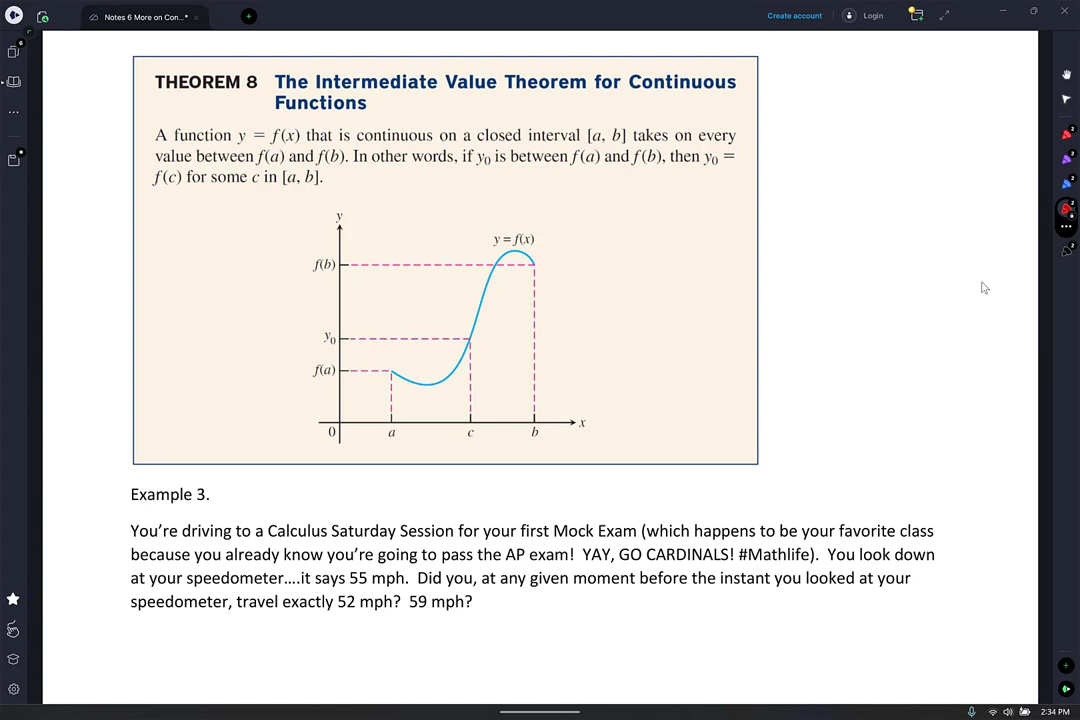 Notes 6 More on Con...*
Create account
Login
THEOREM 8 The Intermediate Value Theorem for Continuous
Functions
A function y = f(x) that is continuous on a closed interval [a, b] takes on every
value between f(a) and f(b). In other words, if y₀ is between f(a) and f(b), then y₀ =
f(c) for some c in [a, b].
y
y = f(x)
f(b)
y₀
f(a)
0 a c b x
Example 3.
You're driving to a Calculus Saturday Session for your first Mock Exam (which happens to be your favorite class
because you already know you're going to pass the AP exam! YAY, GO CARDINALS! #Mathlife). You look down
at your speedometer....it says 55 mph. Did you, at any given moment before the instant you looked at your
speedometer, travel exactly 52 mph? 59 mph?
2:34 PM